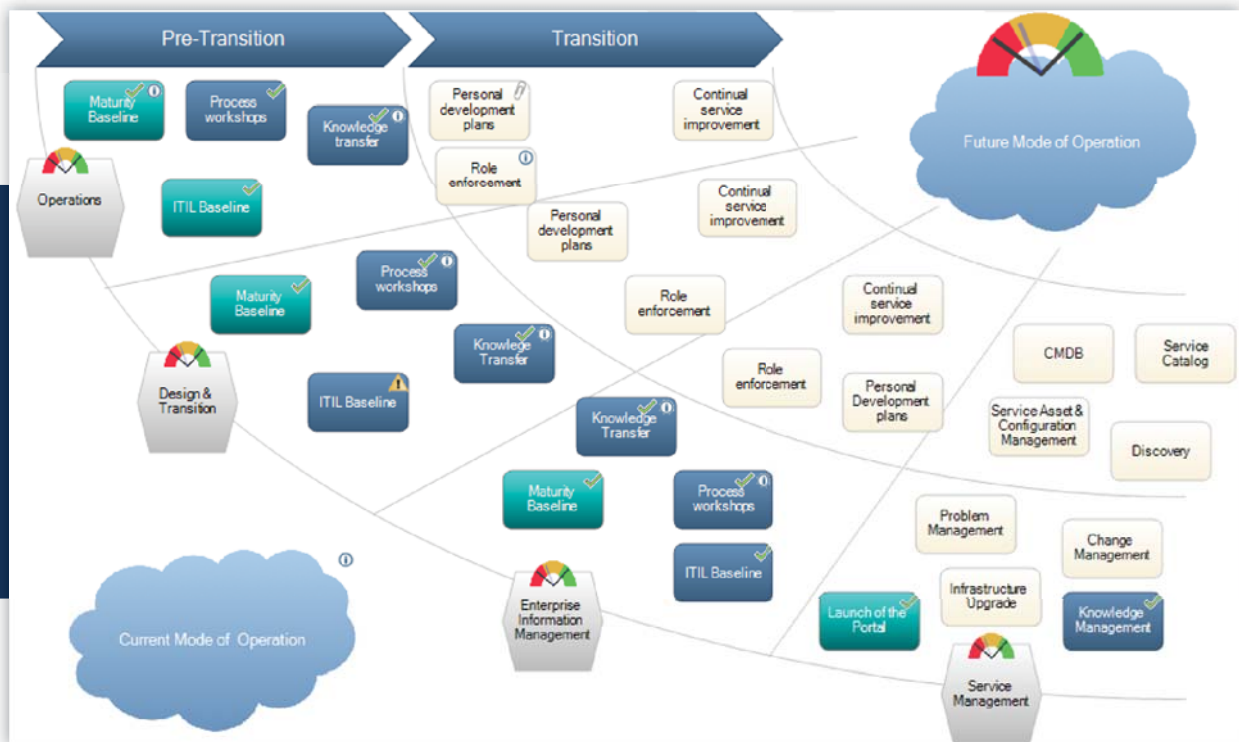 Pre-Transition
Transition
Maturity
Baseline
Process
workshops
Knowledge
transfer
Personal
development
plans
Continual
service
improvement
Future Mode of Operation
Role
enforcement
Operations
ITIL Baseline
Continual
service
improvement
Personal
development
plans
Process
workshops
Maturity
Baseline
Role
enforcement
Continual
service
improvement
Knowlege
Transfer
CMDB
Service
Catalog
Design &
Transition
ITIL Baseline
Role
enforcement
Personal
Development
plans
Knowledge
Transfer
Service Asset &
Configuration
Management
Discovery
Maturity
Baseline
Process
workshops
Problem
Management
Change
Management
ITIL Baseline
Enterprise
Information
Management
Infrastructure
Upgrade
Launch of the
Portal
Knowledge
Management
Current Mode of Operation
Service
Management